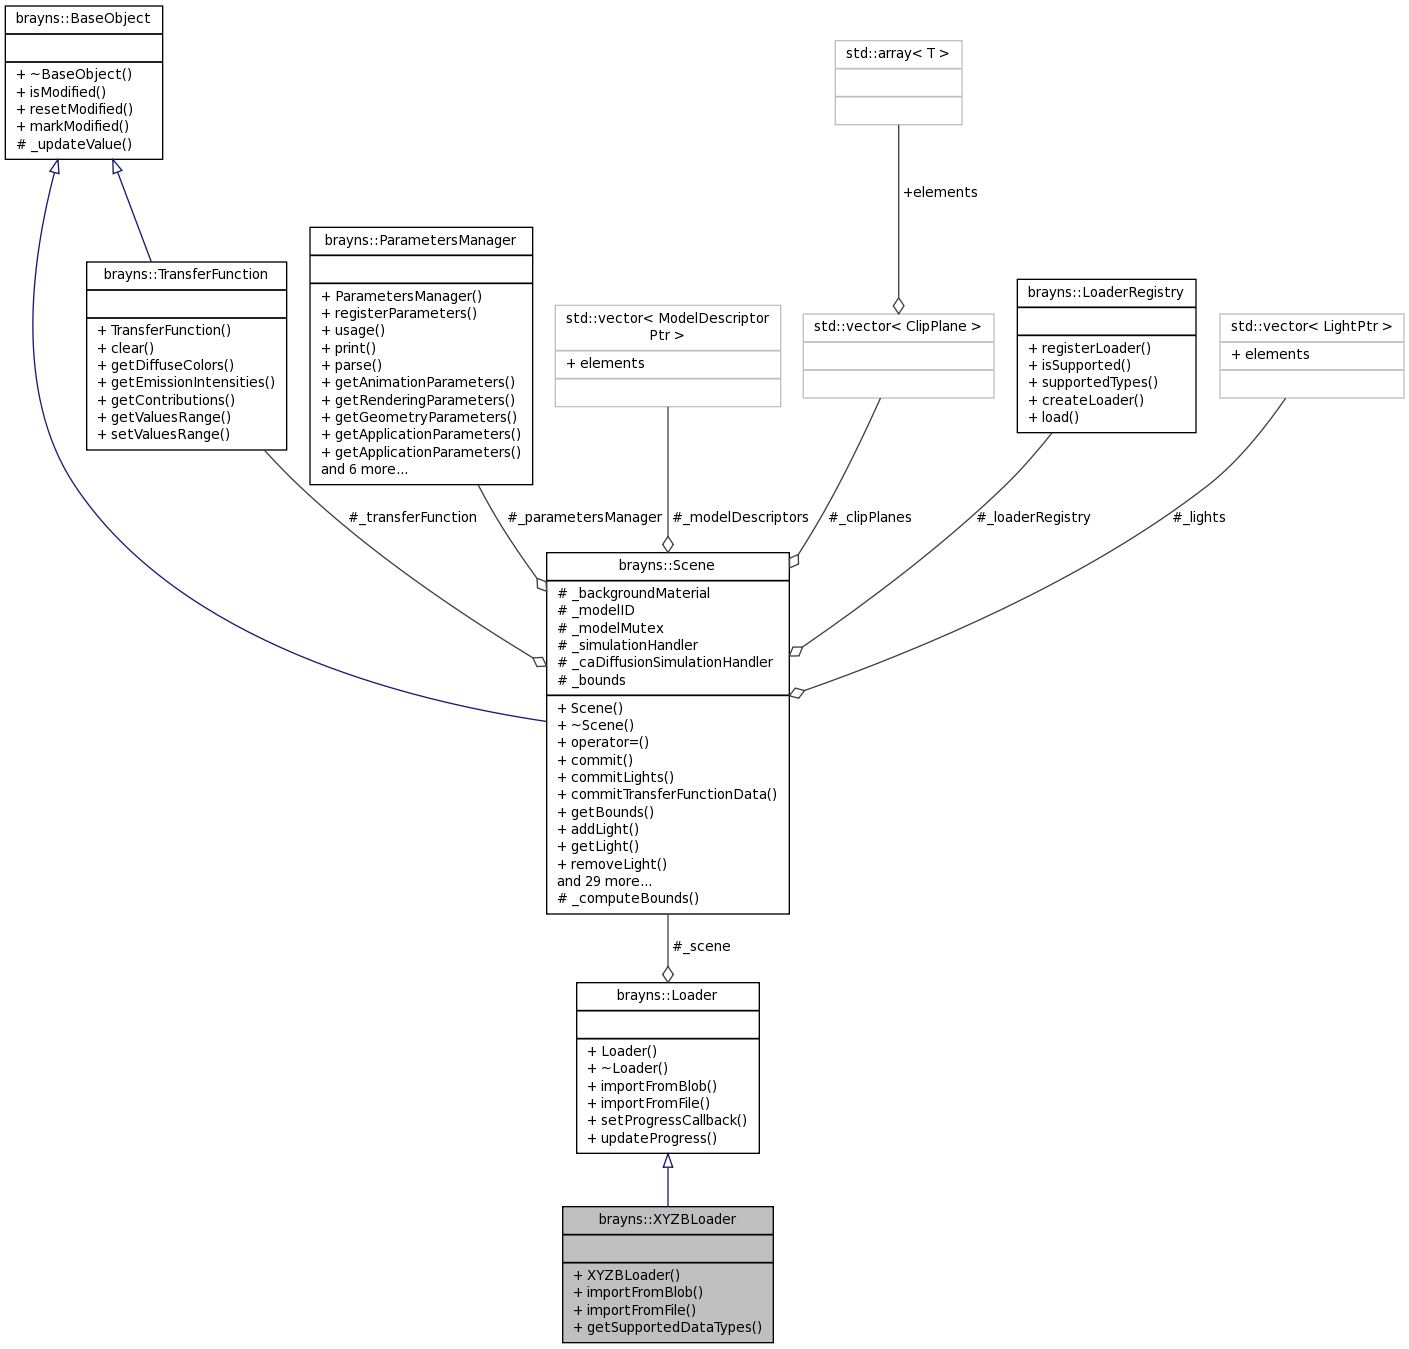 brayns::BaseObject
+ ~BaseObject()
+ isModified()
+ resetModified()
+ markModified()
# _updateValue()
std::array< T >
+elements
brayns::TransferFunction
+ TransferFunction()
+ clear()
+ getDiffuseColors()
+ getEmissionIntensities()
+ getContributions()
+ getValuesRange()
+ setValuesRange()
brayns::ParametersManager
+ ParametersManager()
+ registerParameters()
+ usage()
+ print()
+ parse()
+ getAnimationParameters()
+ getRenderingParameters()
+ getGeometryParameters()
+ getApplicationParameters()
+ getApplicationParameters()
and 6 more...
std::vector< ModelDescriptor
Ptr >
+ elements
std::vector< ClipPlane >
brayns::LoaderRegistry
+ registerLoader()
+ isSupported()
+ supportedTypes()
+ createLoader()
+ load()
std::vector< LightPtr >
+ elements
#_transferFunction
#_parametersManager
#_modelDescriptors
#_clipPlanes
#_loaderRegistry
#_lights
brayns::Scene
# _backgroundMaterial
# _modelID
# _modelMutex
# _simulationHandler
# _caDiffusionSimulationHandler
# _bounds
+ Scene()
+ ~Scene()
+ operator=()
+ commit()
+ commitLights()
+ commitTransferFunctionData()
+ getBounds()
+ addLight()
+ getLight()
+ removeLight()
and 29 more...
# _computeBounds()
#_scene
brayns::Loader
+ Loader()
+ ~Loader()
+ importFromBlob()
+ importFromFile()
+ setProgressCallback()
+ updateProgress()
brayns::XYZBLoader
+ XYZBLoader()
+ importFromBlob()
+ importFromFile()
+ getSupportedDataTypes()